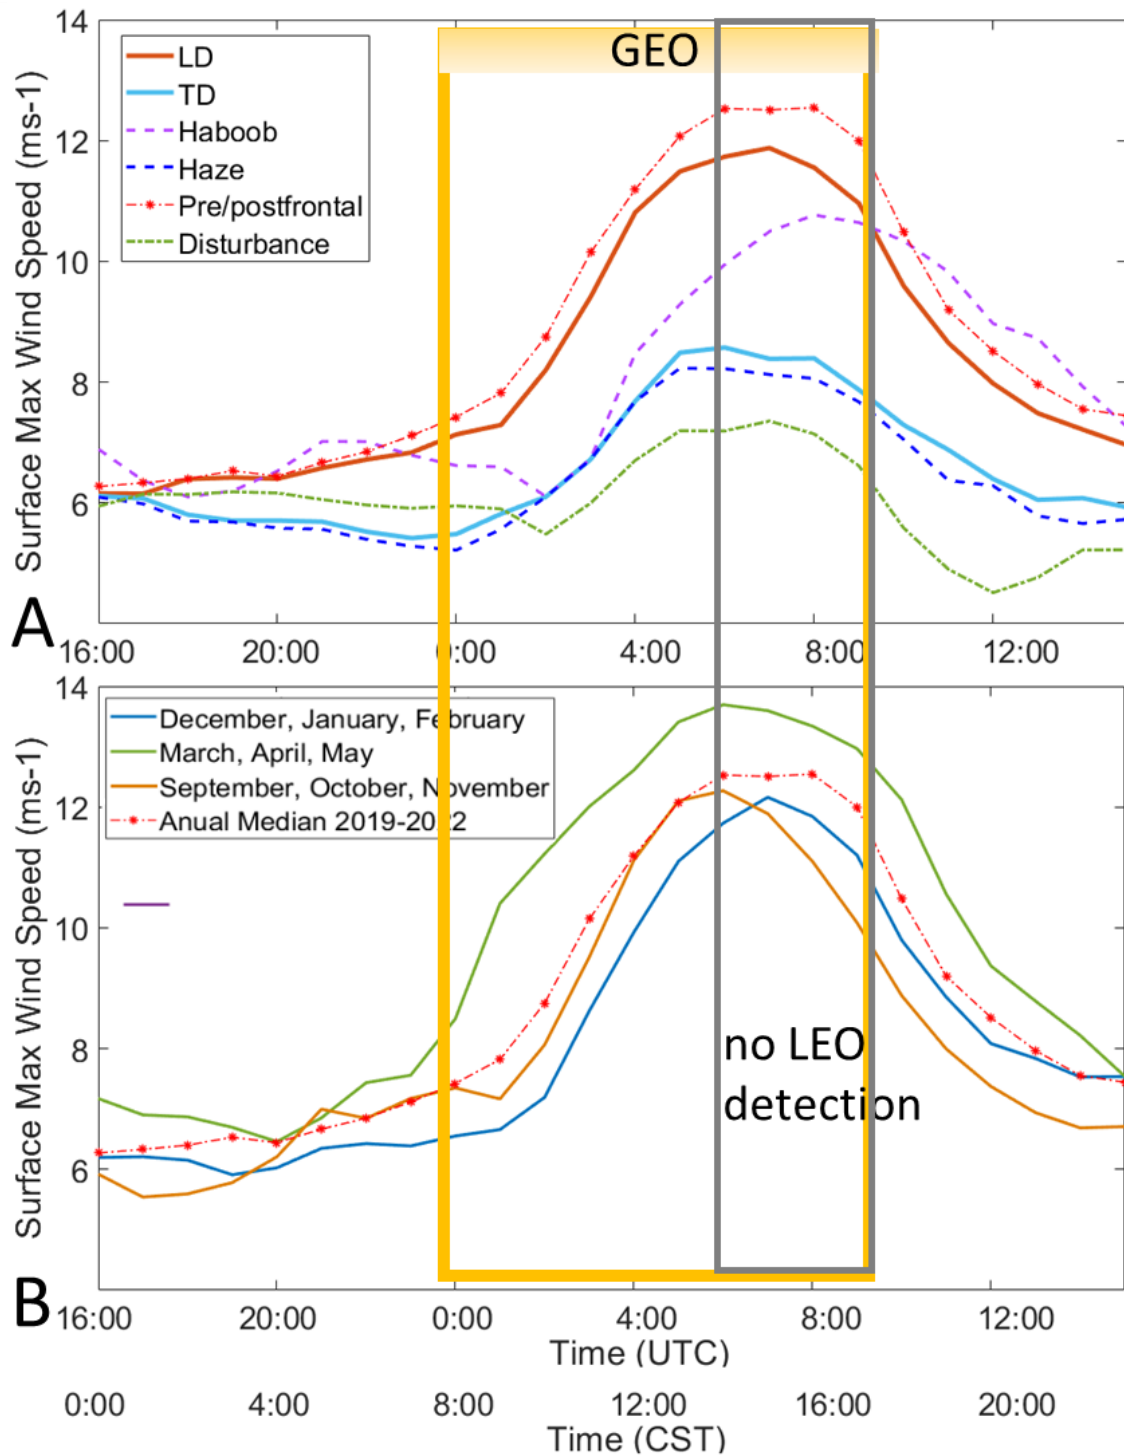 14
12
10
8
6
Surface Max Wind Speed (ms-1)
GEO
LD
TD
Haboob
Haze
Pre/postfrontal
Disturbance
A
16:00 20:00 0:00 4:00 8:00 12:00
14
12
10
8
6
Surface Max Wind Speed (ms-1)
December, January, February
March, April, May
September, October, November
Anual Median 2019-2022
no LEO
detection
B
16:00 20:00 0:00 4:00 8:00 12:00
Time (UTC)
0:00 4:00 8:00 12:00 16:00 20:00
Time (CST)